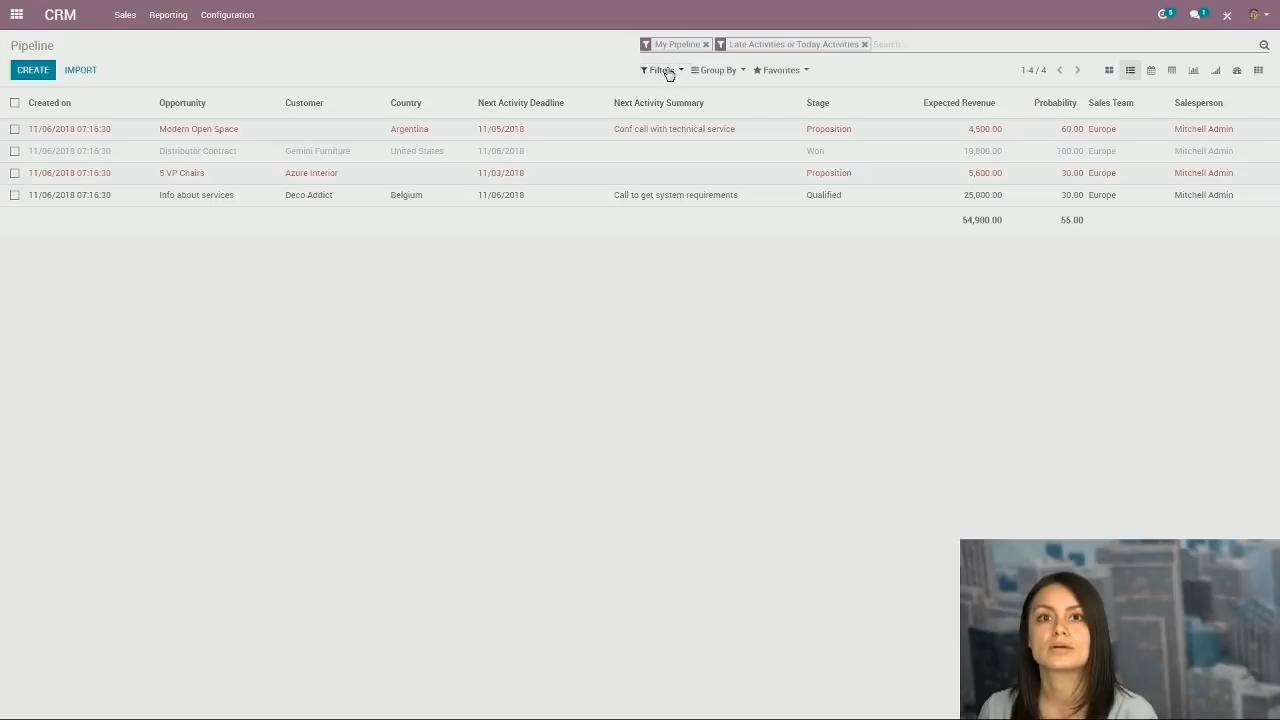 CRM Sales Reporting Configuration 5 1
Pipeline My Pipeline Late Activities or Today Activities Search...
CREATE IMPORT Filters Group By Favorites 1-4 / 4
Created on Opportunity Customer Country Next Activity Deadline Next Activity Summary Stage Expected Revenue Probability Sales Team Salesperson
11/06/2018 07:16:30 Modern Open Space Argentina 11/05/2018 Conf call with technical service Proposition 4,500.00 60.00 Europe Mitchell Admin
11/06/2018 07:16:30 Distributor Contract Gemini Furniture United States 11/06/2018 Won 19,800.00 100.00 Europe Mitchell Admin
11/06/2018 07:16:30 5 VP Chairs Azure Interior 11/03/2018 Proposition 5,600.00 30.00 Europe Mitchell Admin
11/06/2018 07:16:30 Info about services Deco Addict Belgium 11/06/2018 Call to get system requirements Qualified 25,000.00 30.00 Europe Mitchell Admin
54,900.00 55.00